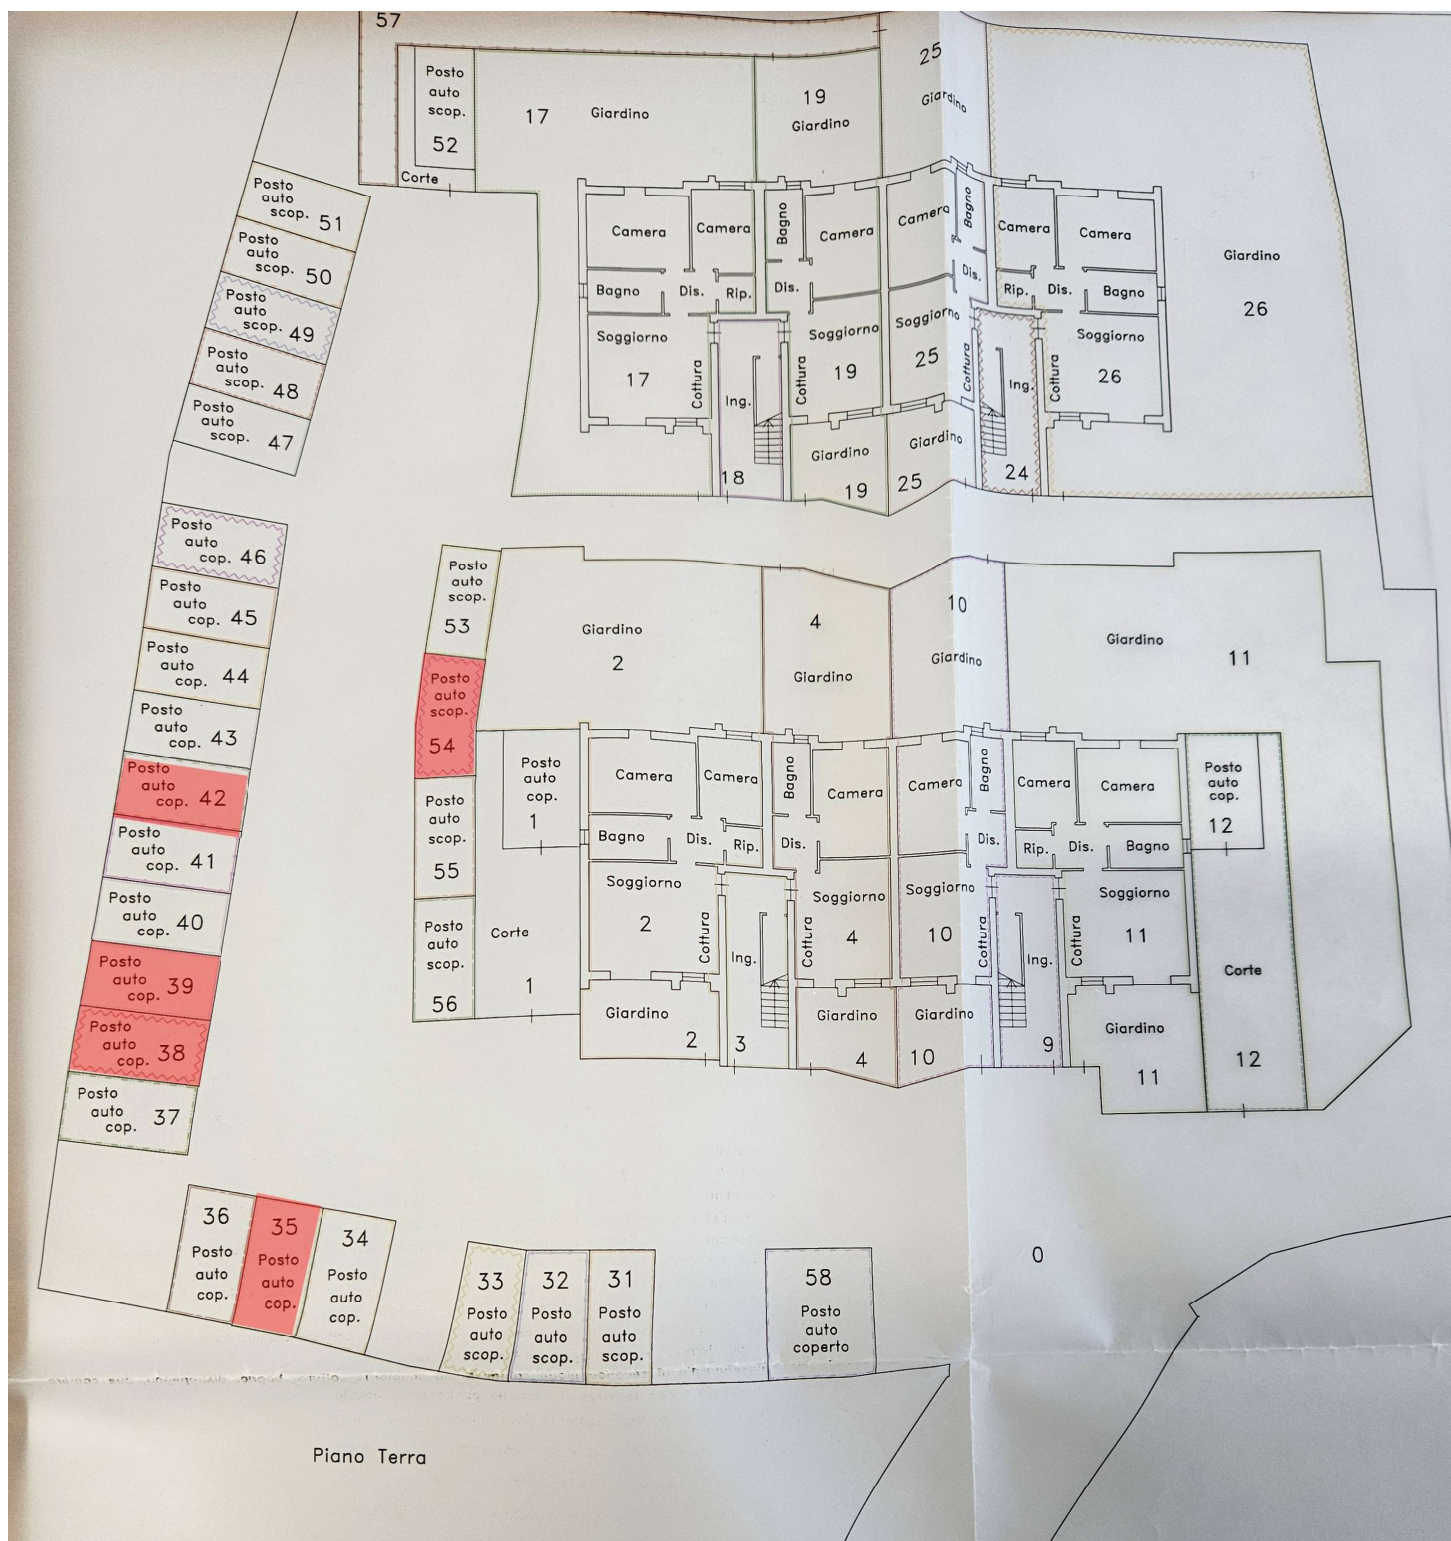 57
Posto
auto
scop.
52
Corte
17
Giardino
19
Giardino
25
Giardino
Posto
auto
scop. 51
Posto
auto
scop. 50
Posto
auto
scop. 49
Posto
auto
scop. 48
Posto
auto
scop. 47
Camera
Camera
Bagno
Dis.
Rip.
Soggiorno
17
Cottura
Ing.
18
Bagno
Camera
Dis.
Soggiorno
19
Cottura
Giardino
19
Camera
Bagno
Dis.
Soggiorno
25
Cottura
Giardino
25
Camera
Camera
Rip.
Dis.
Bagno
Soggiorno
26
Cottura
Ing.
24
Giardino
26
Posto
auto
cop. 46
Posto
auto
cop. 45
Posto
auto
cop. 44
Posto
auto
cop. 43
Posto
auto
cop. 42
Posto
auto
cop. 41
Posto
auto
cop. 40
Posto
auto
cop. 39
Posto
auto
cop. 38
Posto
auto
cop. 37
Posto
auto
scop.
53
Posto
auto
scop.
54
Posto
auto
scop.
55
Posto
auto
scop.
56
Giardino
2
4
Giardino
10
Giardino
Giardino
11
Posto
auto
cop.
1
Corte
1
Camera
Camera
Bagno
Dis.
Rip.
Soggiorno
2
Cottura
Giardino
2
Ing.
3
Bagno
Camera
Dis.
Soggiorno
4
Cottura
Giardino
4
Camera
Bagno
Dis.
Soggiorno
10
Cottura
Giardino
10
Ing.
9
Camera
Camera
Rip.
Dis.
Bagno
Soggiorno
11
Cottura
Giardino
11
Posto
auto
cop.
12
Corte
12
36
Posto
auto
cop.
35
Posto
auto
cop.
34
Posto
auto
cop.
33
Posto
auto
scop.
32
Posto
auto
scop.
31
Posto
auto
scop.
58
Posto
auto
coperto
0
Piano Terra